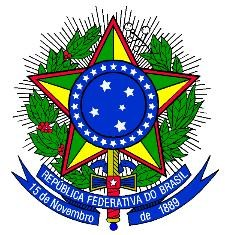 REPÚBLICA FEDERATIVA DO BRASIL
15 de Novembro de 1889